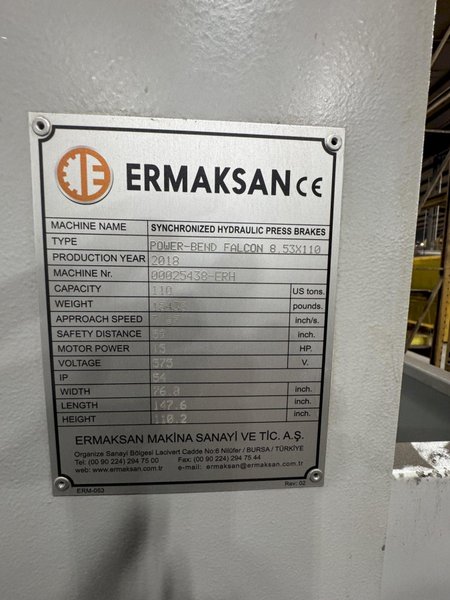 ERMAKSAN CE
MACHINE NAME SYNCHRONIZED HYDRAULIC PRESS BRAKES
TYPE POWER-BEND FALCON 8.53X110
PRODUCTION YEAR 2018
MACHINE Nr. 00025438-ERH
CAPACITY 110 US tons.
WEIGHT pounds.
APPROACH SPEED inch/s.
SAFETY DISTANCE inch.
MOTOR POWER 15 HP.
VOLTAGE 575 V.
IP 54
WIDTH 76.8 inch.
LENGTH 147.6 inch.
HEIGHT 110.2 inch.
ERMAKSAN MAKİNA SANAYİ VE TİC. A.Ş.
Organize Sanayi Bölgesi Lacivert Cadde No:6 Nilüfer / BURSA / TÜRKİYE
Tel: (00 90 224) 294 75 00 Fax: (00 90 224) 294 75 44
web: www.ermaksan.com.tr e-mail: ermaksan@ermaksan.com.tr
ERM-053 Rev: 02